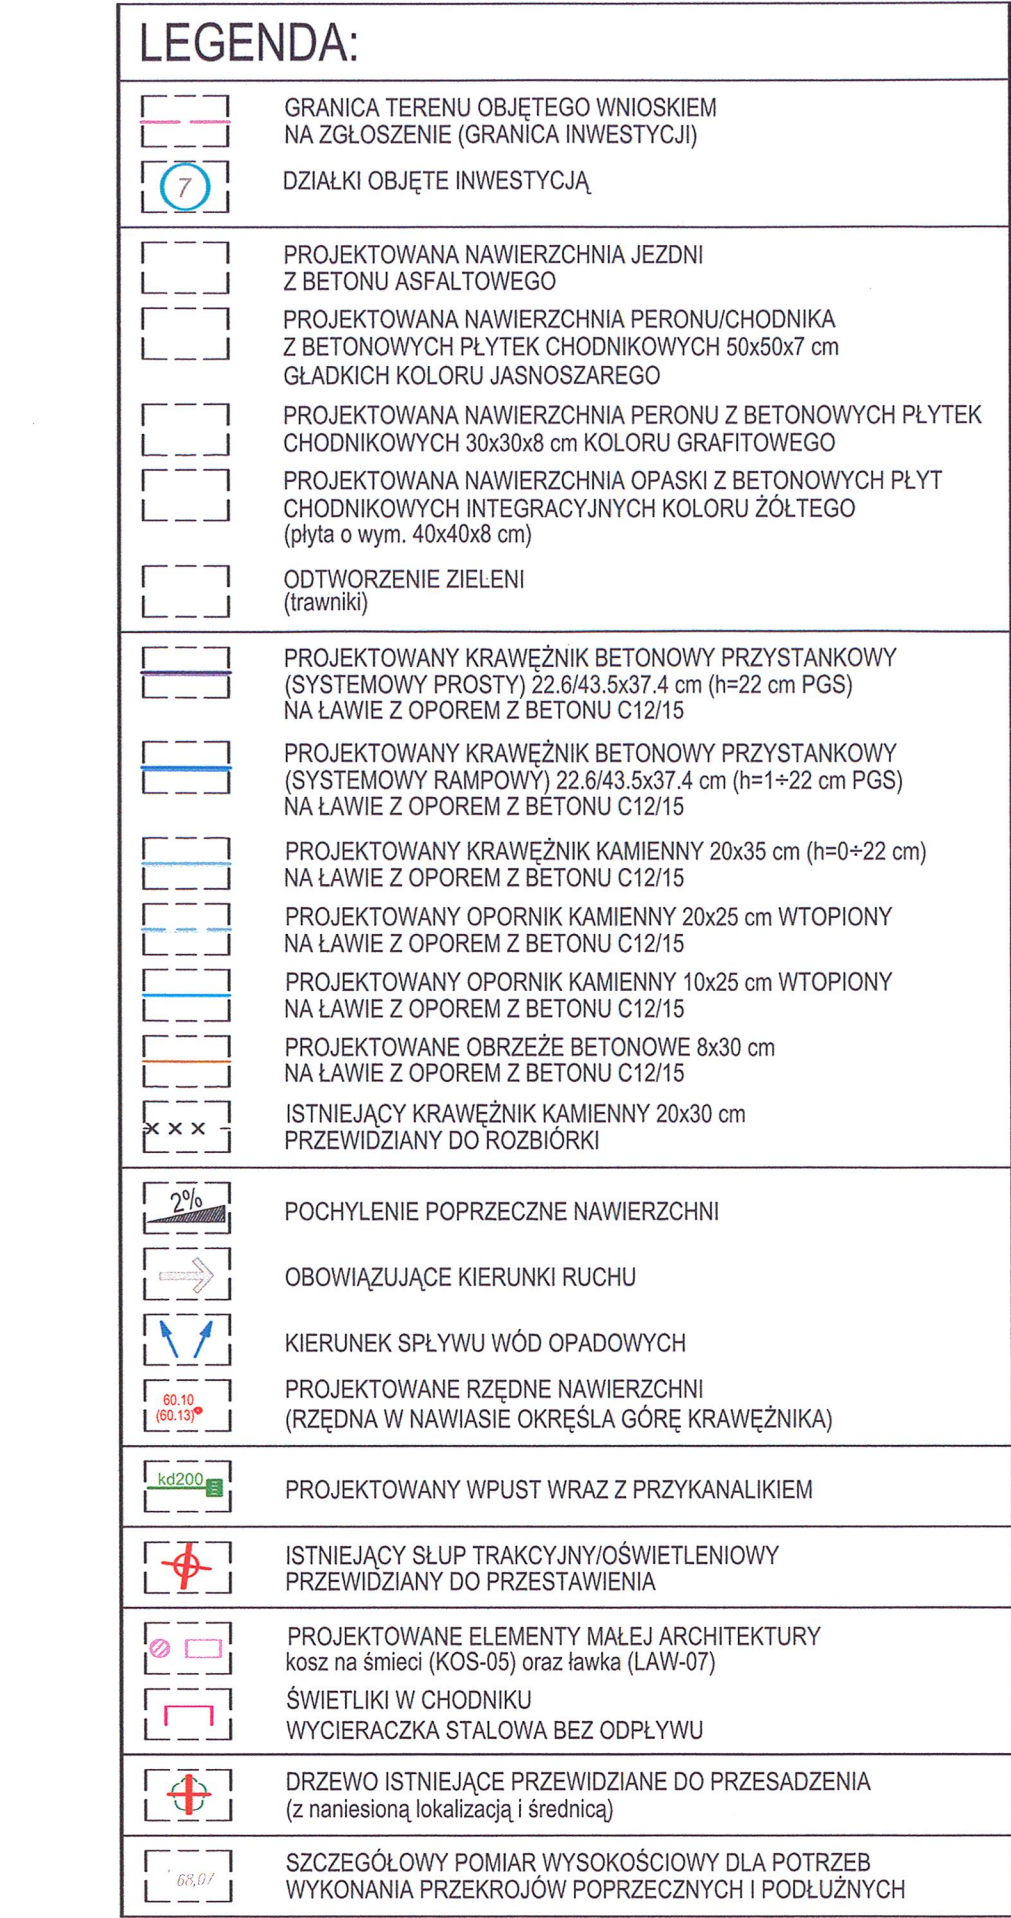 LEGENDA:
GRANICA TERENU OBJĘTEGO WNIOSKIEM
NA ZGŁOSZENIE (GRANICA INWESTYCJI)
7
DZIAŁKI OBJĘTE INWESTYCJĄ
PROJEKTOWANA NAWIERZCHNIA JEZDNI
Z BETONU ASFALTOWEGO
PROJEKTOWANA NAWIERZCHNIA PERONU/CHODNIKA
Z BETONOWYCH PŁYTEK CHODNIKOWYCH 50x50x7 cm
GŁADKICH KOLORU JASNOSZAREGO
PROJEKTOWANA NAWIERZCHNIA PERONU Z BETONOWYCH PŁYTEK
CHODNIKOWYCH 30x30x8 cm KOLORU GRAFITOWEGO
PROJEKTOWANA NAWIERZCHNIA OPASKI Z BETONOWYCH PŁYT
CHODNIKOWYCH INTEGRACYJNYCH KOLORU ŻÓŁTEGO
(płyta o wym. 40x40x8 cm)
ODTWORZENIE ZIELENI
(trawniki)
PROJEKTOWANY KRAWĘŻNIK BETONOWY PRZYSTANKOWY
(SYSTEMOWY PROSTY) 22.6/43.5x37.4 cm (h=22 cm PGS)
NA ŁAWIE Z OPOREM Z BETONU C12/15
PROJEKTOWANY KRAWĘŻNIK BETONOWY PRZYSTANKOWY
(SYSTEMOWY RAMPOWY) 22.6/43.5x37.4 cm (h=1÷22 cm PGS)
NA ŁAWIE Z OPOREM Z BETONU C12/15
PROJEKTOWANY KRAWĘŻNIK KAMIENNY 20x35 cm (h=0÷22 cm)
NA ŁAWIE Z OPOREM Z BETONU C12/15
PROJEKTOWANY OPORNIK KAMIENNY 20x25 cm WTOPIONY
NA ŁAWIE Z OPOREM Z BETONU C12/15
PROJEKTOWANY OPORNIK KAMIENNY 10x25 cm WTOPIONY
NA ŁAWIE Z OPOREM Z BETONU C12/15
PROJEKTOWANE OBRZEŻE BETONOWE 8x30 cm
NA ŁAWIE Z OPOREM Z BETONU C12/15
ISTNIEJĄCY KRAWĘŻNIK KAMIENNY 20x30 cm
PRZEWIDZIANY DO ROZBIÓRKI
2%
POCHYLENIE POPRZECZNE NAWIERZCHNI
OBOWIĄZUJĄCE KIERUNKI RUCHU
KIERUNEK SPŁYWU WÓD OPADOWYCH
60.10
(60.13)
PROJEKTOWANE RZĘDNE NAWIERZCHNI
(RZĘDNA W NAWIASIE OKREŚLA GÓRĘ KRAWĘŻNIKA)
kd200
PROJEKTOWANY WPUST WRAZ Z PRZYKANALIKIEM
ISTNIEJĄCY SŁUP TRAKCYJNY/OŚWIETLENIOWY
PRZEWIDZIANY DO PRZESTAWIENIA
PROJEKTOWANE ELEMENTY MAŁEJ ARCHITEKTURY
kosz na śmieci (KOS-05) oraz ławka (LAW-07)
ŚWIETLIKI W CHODNIKU
WYCIERACZKA STALOWA BEZ ODPŁYWU
DRZEWO ISTNIEJĄCE PRZEWIDZIANE DO PRZESADZENIA
(z naniesioną lokalizacją i średnicą)
68,07
SZCZEGÓŁOWY POMIAR WYSOKOŚCIOWY DLA POTRZEB
WYKONANIA PRZEKROJÓW POPRZECZNYCH I PODŁUŻNYCH